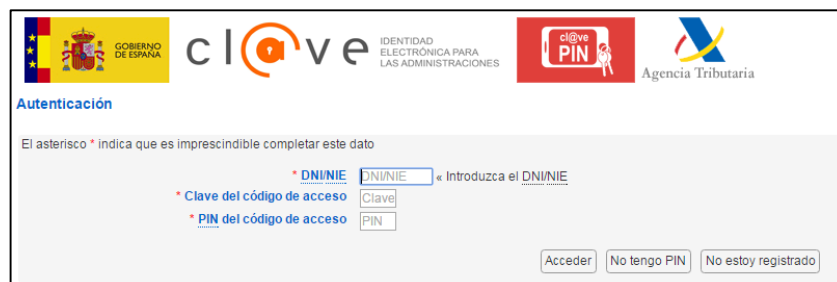 GOBIERNO
DE ESPAÑA
cl@ve
IDENTIDAD
ELECTRÓNICA PARA
LAS ADMINISTRACIONES
cl@ve
PIN
Agencia Tributaria
Autenticación
El asterisco * indica que es imprescindible completar este dato
* DNI/NIE DNI/NIE « Introduzca el DNI/NIE
* Clave del código de acceso Clave
* PIN del código de acceso PIN
Acceder No tengo PIN No estoy registrado